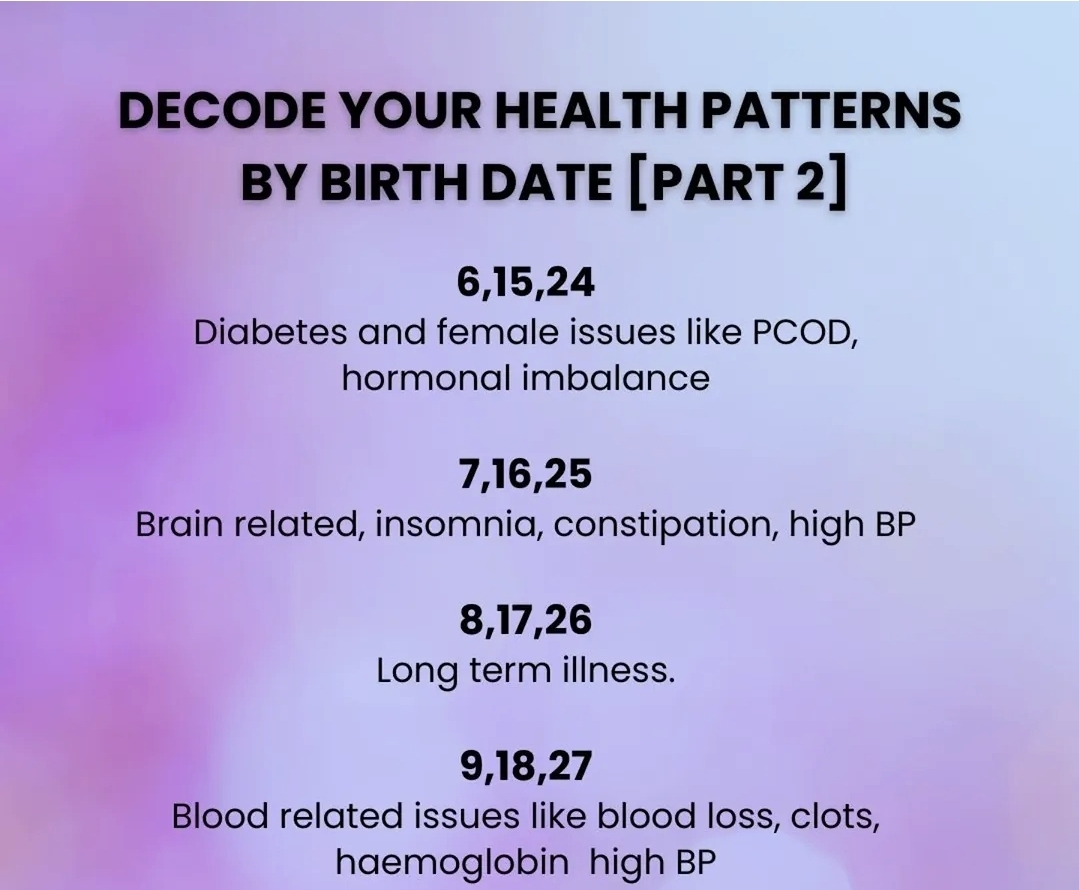 DECODE YOUR HEALTH PATTERNS
BY BIRTH DATE [PART 2]
6,15,24
Diabetes and female issues like PCOD,
hormonal imbalance
7,16,25
Brain related, insomnia, constipation, high BP
8,17,26
Long term illness.
9,18,27
Blood related issues like blood loss, clots,
haemoglobin  high BP